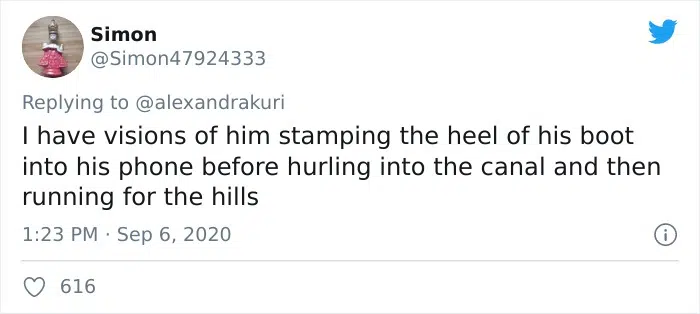 Simon
@Simon47924333
Replying to @alexandrakuri
I have visions of him stamping the heel of his boot
into his phone before hurling into the canal and then
running for the hills
1:23 PM · Sep 6, 2020
616